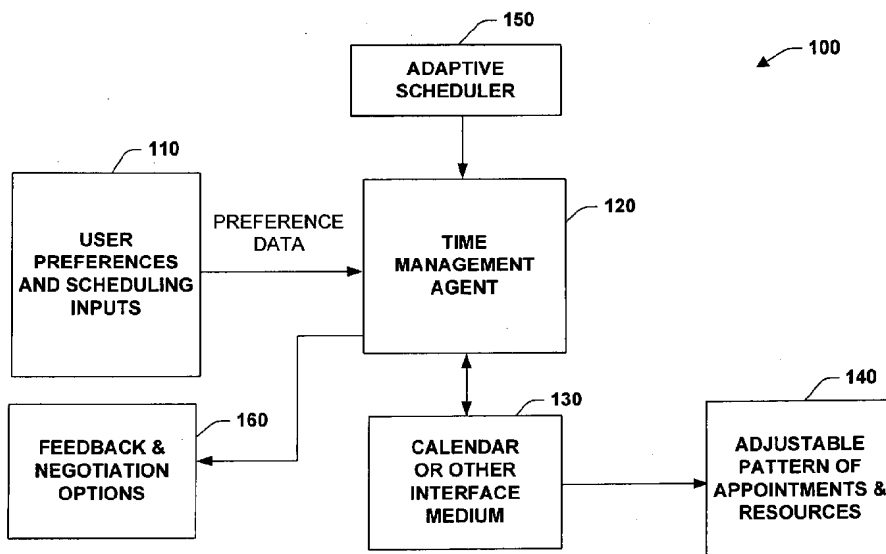 150
ADAPTIVE
SCHEDULER
100
110
USER
PREFERENCES
AND SCHEDULING
INPUTS
PREFERENCE
DATA
120
TIME
MANAGEMENT
AGENT
160
FEEDBACK &
NEGOTIATION
OPTIONS
130
CALENDAR
OR OTHER
INTERFACE
MEDIUM
140
ADJUSTABLE
PATTERN OF
APPOINTMENTS &
RESOURCES